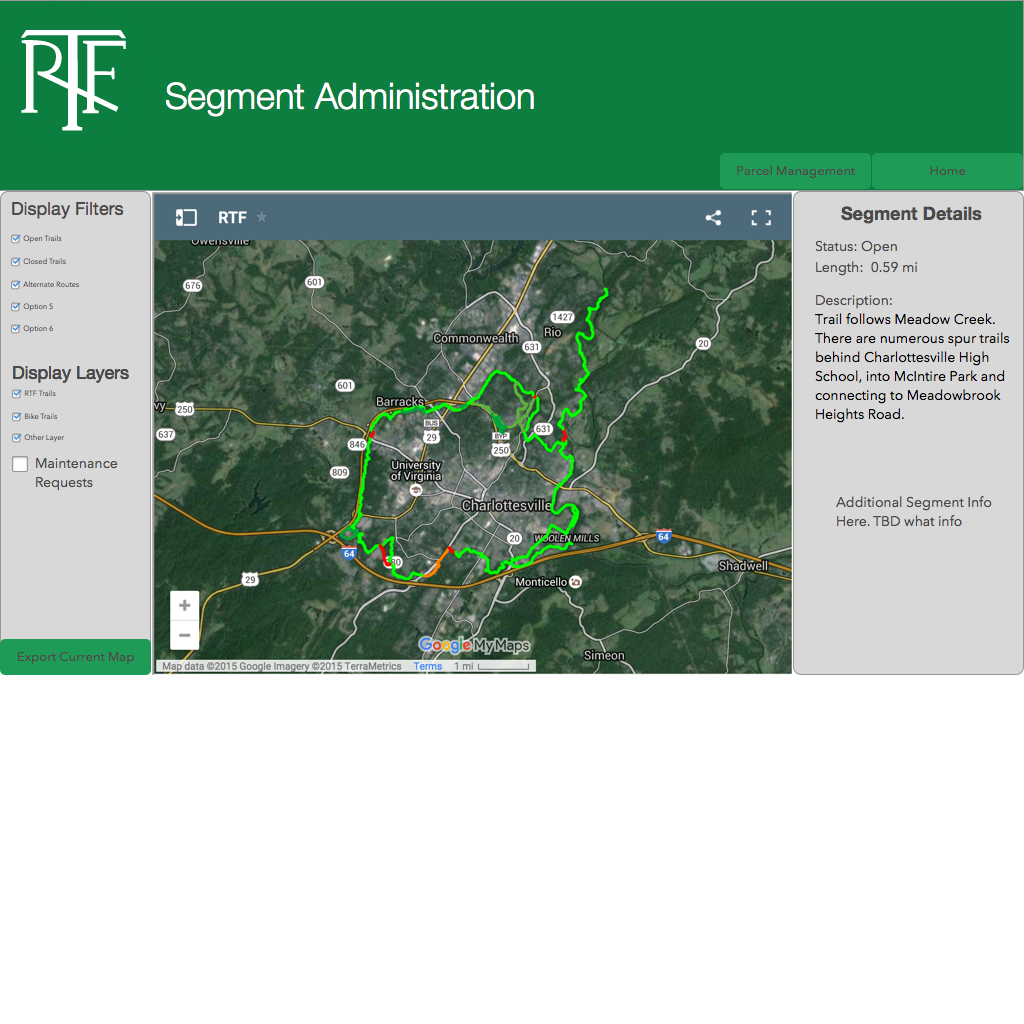 RTF
Segment Administration
Parcel Management
Home
Display Filters
Open Trails
Closed Trails
Alternate Routes
Option 5
Option 6
Display Layers
RTF Trails
Bike Trails
Other Layer
Maintenance
Requests
Export Current Map
RTF
Owensville
676
601
1427
Commonwealth
Rio
631
20
601
Barracks
vy
250
BUS
29
637
846
BYP
250
631
809
University
of Virginia
Charlottesville
20
WOOLEN MILLS
64
64
Shadwell
29
Monticello
Simeon
+
−
Google My Maps
Map data ©2015 Google Imagery ©2015 TerraMetrics
Terms
1 mi
Segment Details
Status: Open
Length: 0.59 mi
Description:
Trail follows Meadow Creek.
There are numerous spur trails
behind Charlottesville High
School, into McIntire Park and
connecting to Meadowbrook
Heights Road.
Additional Segment Info
Here. TBD what info